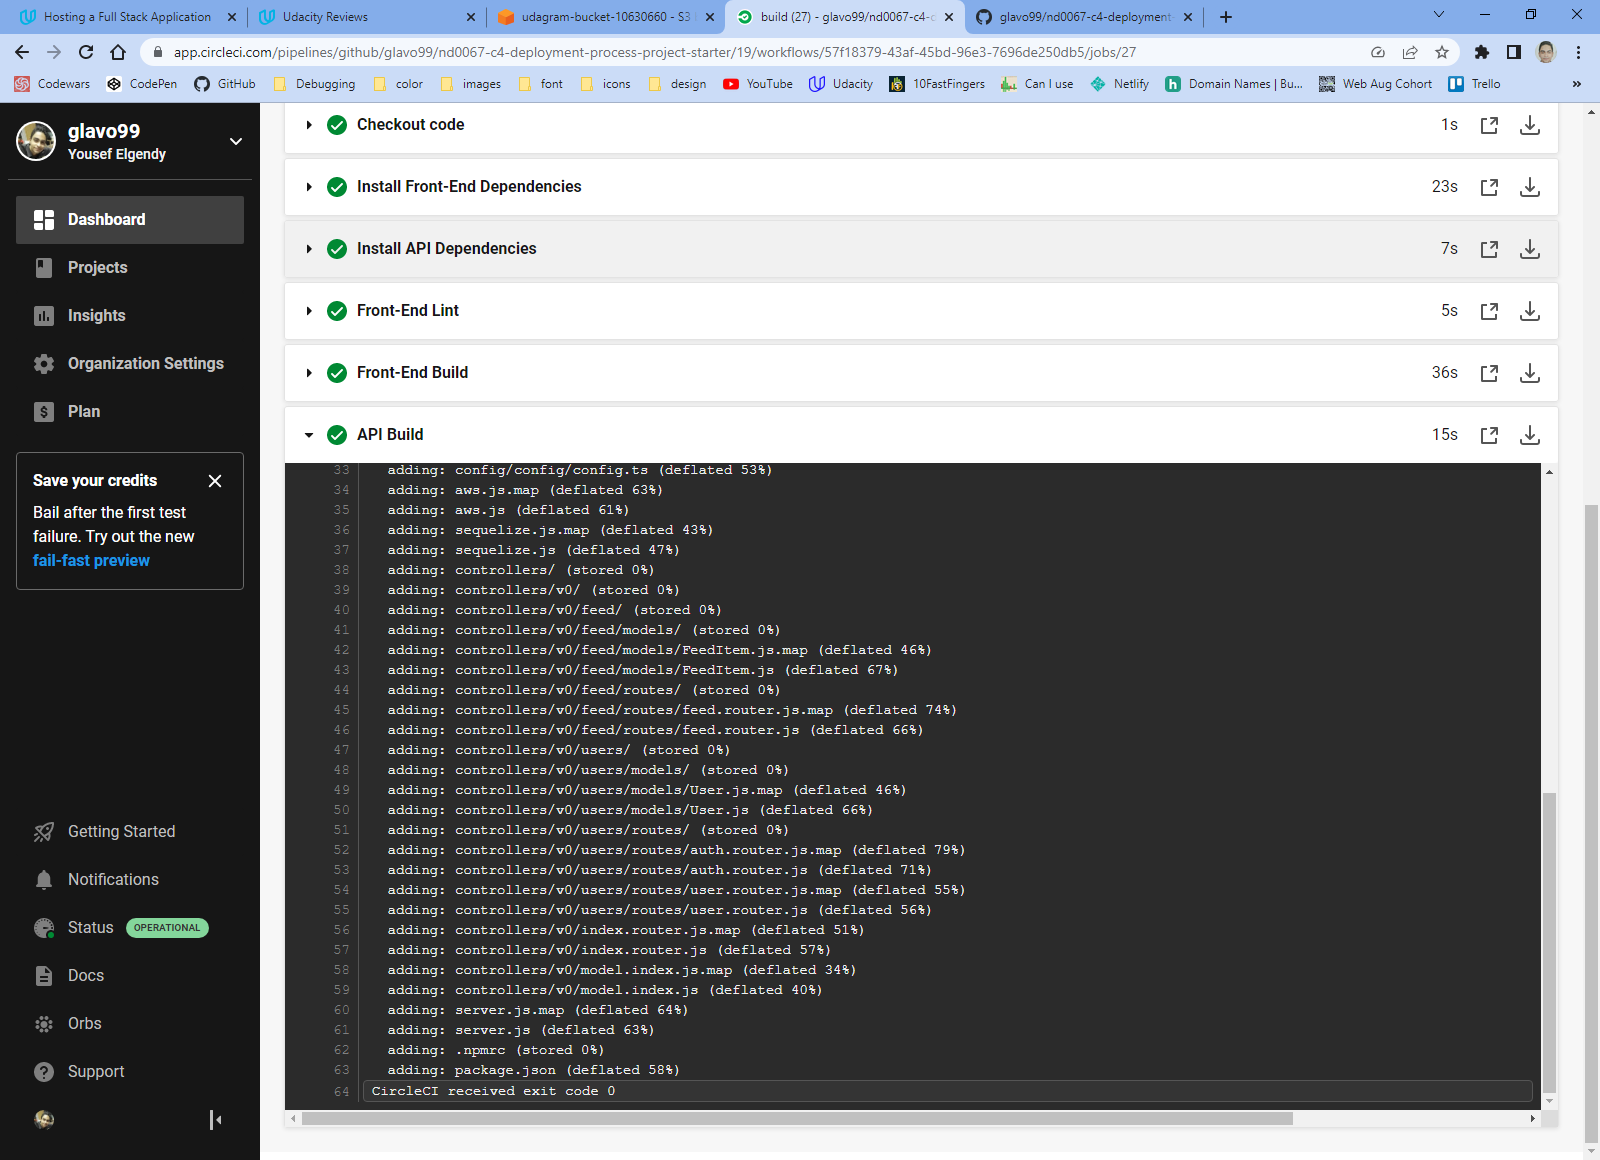 Hosting a Full Stack Application
Udacity Reviews
udagram-bucket-10630660 - S3
build (27) - glavo99/nd0067-c4-
glavo99/nd0067-c4-deployment
app.circleci.com/pipelines/github/glavo99/nd0067-c4-deployment-process-project-starter/19/workflows/57f18379-43af-45bd-96e3-7696de250db5/jobs/27
Codewars
CodePen
GitHub
Debugging
color
images
font
icons
design
YouTube
Udacity
10FastFingers
Can I use
Netlify
Domain Names | Bu...
Web Aug Cohort
Trello
»
glavo99
Yousef Elgendy
Dashboard
Projects
Insights
Organization Settings
Plan
Save your credits
Bail after the first test
failure. Try out the new
fail-fast preview
Getting Started
Notifications
Status OPERATIONAL
Docs
Orbs
Support
Checkout code 1s
Install Front-End Dependencies 23s
Install API Dependencies 7s
Front-End Lint 5s
Front-End Build 36s
API Build 15s
33 adding: config/config/config.ts (deflated 53%)
34 adding: aws.js.map (deflated 63%)
35 adding: aws.js (deflated 61%)
36 adding: sequelize.js.map (deflated 43%)
37 adding: sequelize.js (deflated 47%)
38 adding: controllers/ (stored 0%)
39 adding: controllers/v0/ (stored 0%)
40 adding: controllers/v0/feed/ (stored 0%)
41 adding: controllers/v0/feed/models/ (stored 0%)
42 adding: controllers/v0/feed/models/FeedItem.js.map (deflated 46%)
43 adding: controllers/v0/feed/models/FeedItem.js (deflated 67%)
44 adding: controllers/v0/feed/routes/ (stored 0%)
45 adding: controllers/v0/feed/routes/feed.router.js.map (deflated 74%)
46 adding: controllers/v0/feed/routes/feed.router.js (deflated 66%)
47 adding: controllers/v0/users/ (stored 0%)
48 adding: controllers/v0/users/models/ (stored 0%)
49 adding: controllers/v0/users/models/User.js.map (deflated 46%)
50 adding: controllers/v0/users/models/User.js (deflated 66%)
51 adding: controllers/v0/users/routes/ (stored 0%)
52 adding: controllers/v0/users/routes/auth.router.js.map (deflated 79%)
53 adding: controllers/v0/users/routes/auth.router.js (deflated 71%)
54 adding: controllers/v0/users/routes/user.router.js.map (deflated 55%)
55 adding: controllers/v0/users/routes/user.router.js (deflated 56%)
56 adding: controllers/v0/index.router.js.map (deflated 51%)
57 adding: controllers/v0/index.router.js (deflated 57%)
58 adding: controllers/v0/model.index.js.map (deflated 34%)
59 adding: controllers/v0/model.index.js (deflated 40%)
60 adding: server.js.map (deflated 64%)
61 adding: server.js (deflated 63%)
62 adding: .npmrc (stored 0%)
63 adding: package.json (deflated 58%)
64 CircleCI received exit code 0